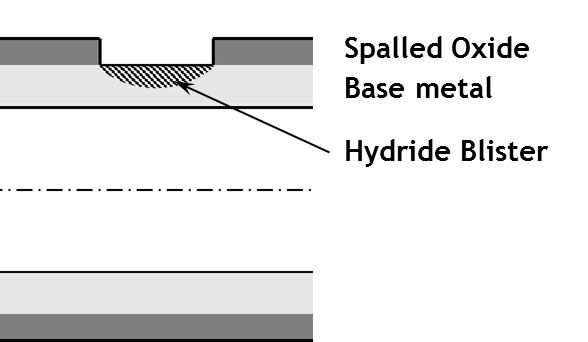 Spalled Oxide
Base metal
Hydride Blister